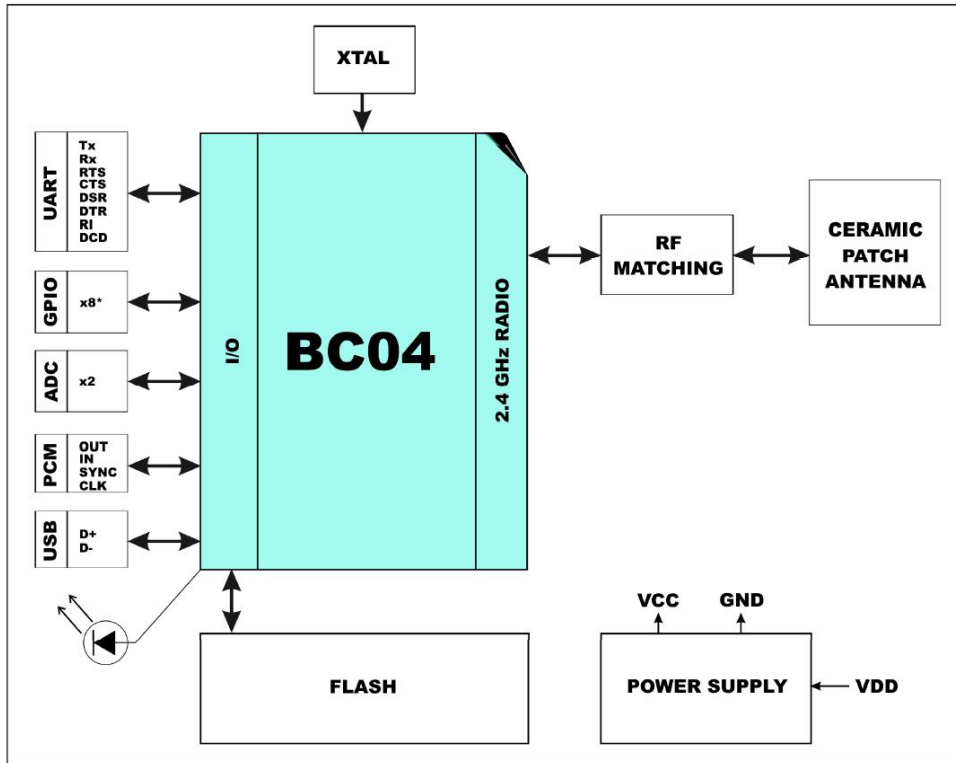 XTAL
UART
Tx
Rx
RTS
CTS
DSR
DTR
RI
DCD
GPIO
x8*
ADC
x2
PCM
OUT
IN
SYNC
CLK
USB
D+
D-
I/O
BC04
2.4 GHz RADIO
RF
MATCHING
CERAMIC
PATCH
ANTENNA
FLASH
VCC
GND
POWER SUPPLY
VDD